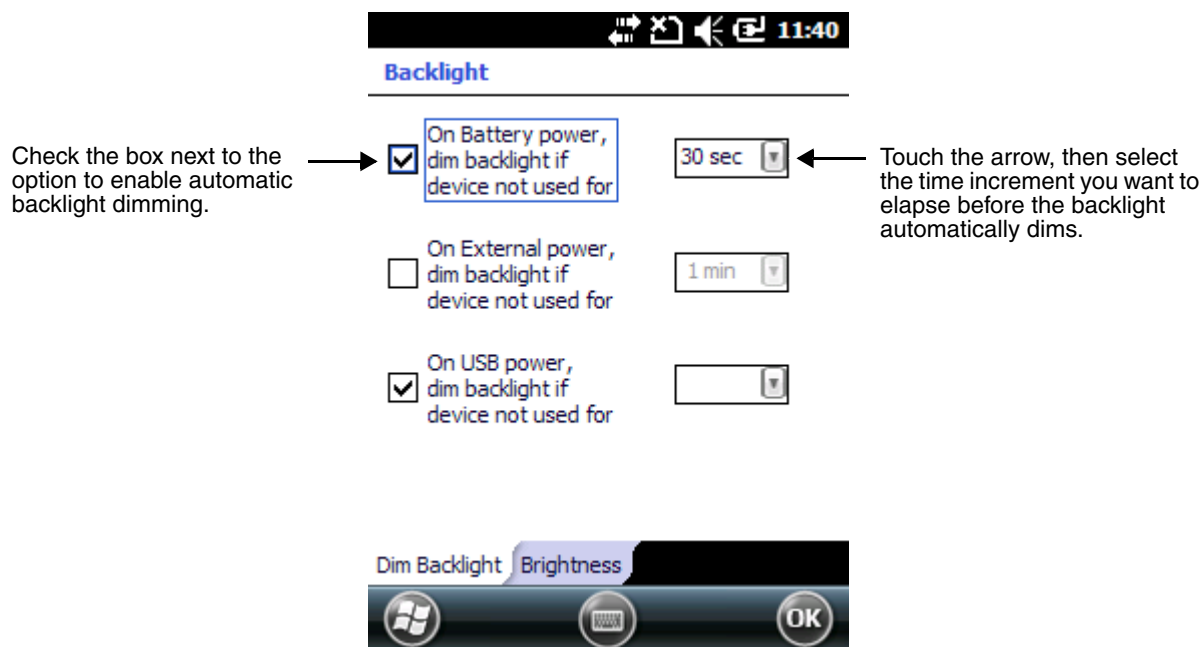 11:40
Backlight
Check the box next to the
option to enable automatic
backlight dimming.
On Battery power,
dim backlight if
device not used for
30 sec
Touch the arrow, then select
the time increment you want to
elapse before the backlight
automatically dims.
On External power,
dim backlight if
device not used for
1 min
On USB power,
dim backlight if
device not used for
Dim Backlight Brightness
OK